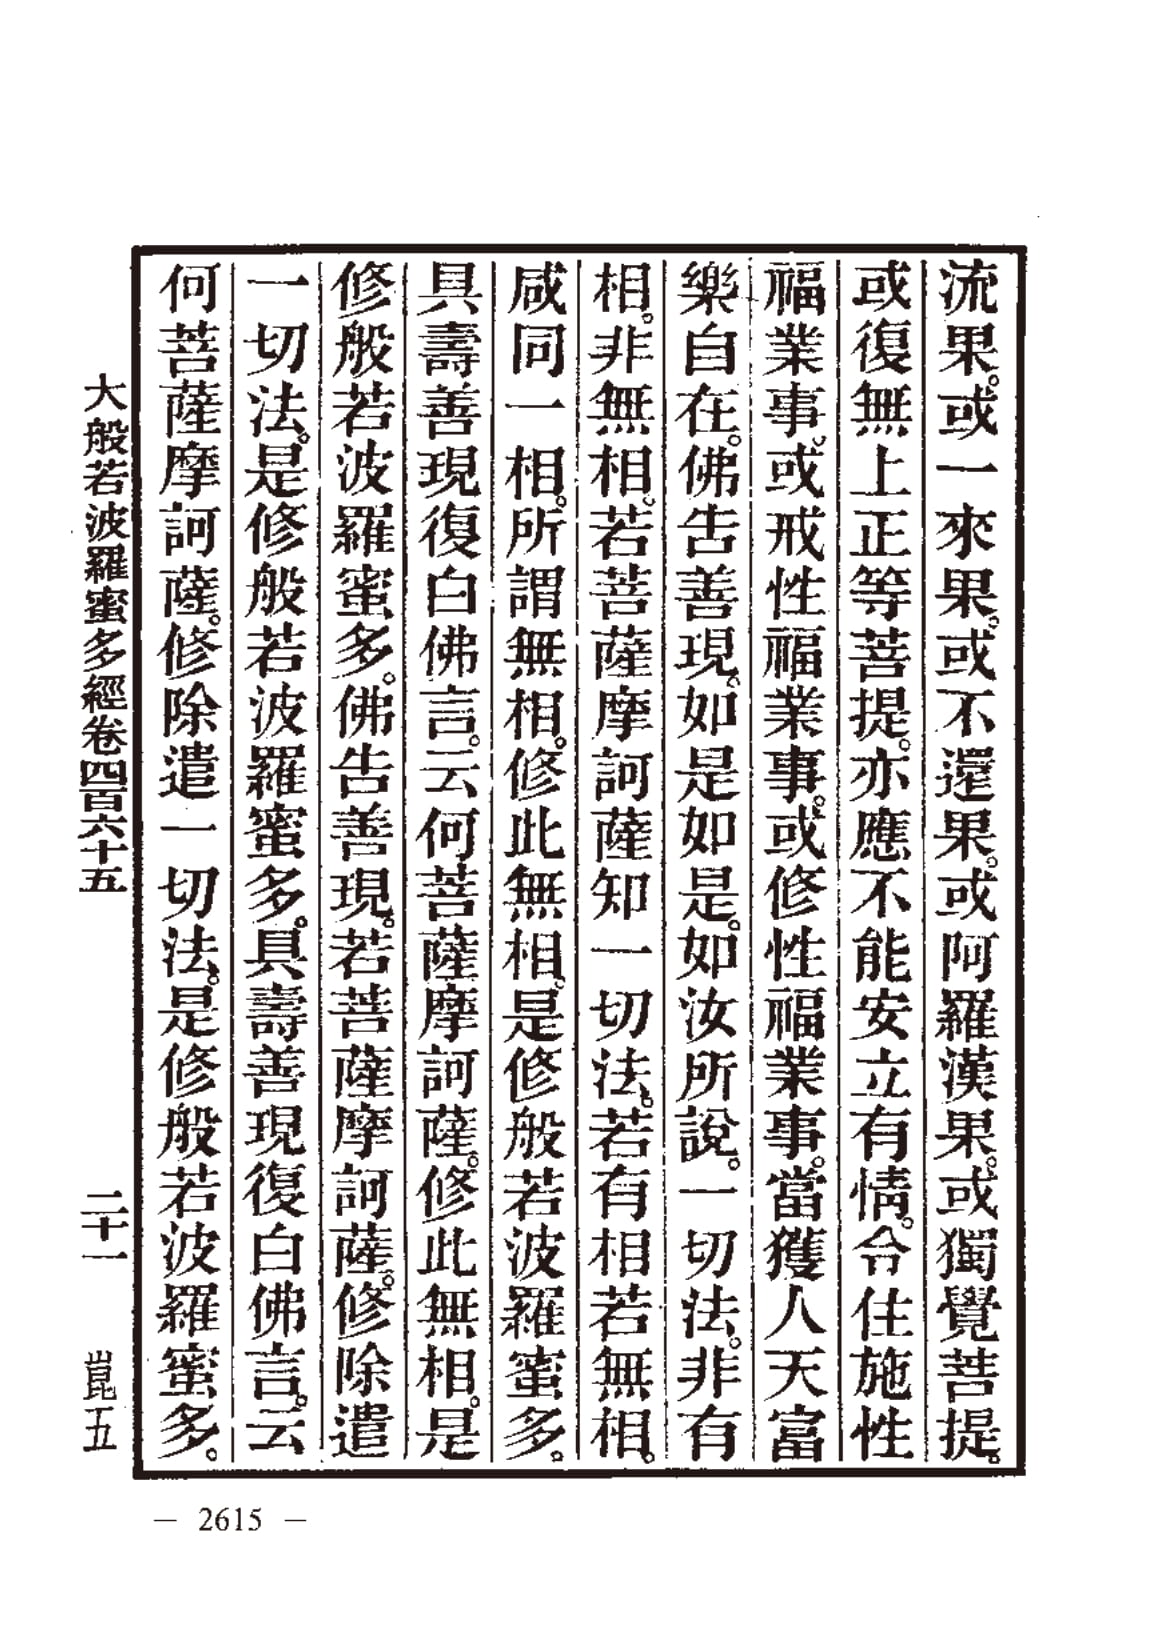 流果。或一來果。或不還果。或阿羅漢果。或獨覺菩提。
或復無上正等菩提。亦應不能安立有情。令住施性
福業事。或戒性福業事。或修性福業事。當獲人天富
樂自在。佛告善現。如是如是。如汝所說。一切法。非有
相。非無相。若菩薩摩訶薩知一切法。若有相若無相。
咸同一相。所謂無相。修此無相。是修般若波羅蜜多。
具壽善現復白佛言。云何菩薩摩訶薩。修此無相。是
修般若波羅蜜多。佛告善現。若菩薩摩訶薩。修除遣
一切法。是修般若波羅蜜多。具壽善現復白佛言。云
何菩薩摩訶薩。修除遣一切法。是修般若波羅蜜多。
大般若波羅蜜多經卷四百六十五 二十一 崑五
— 2615 —